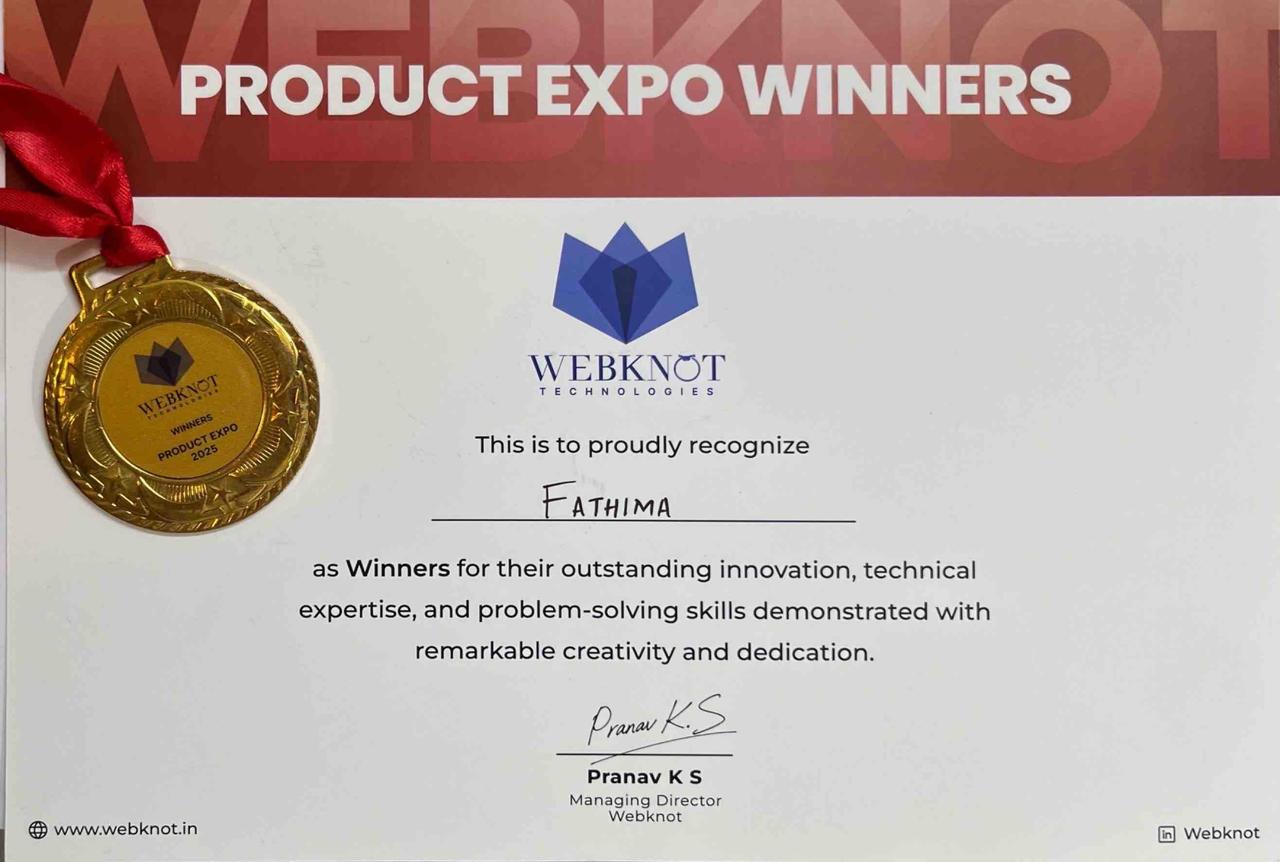 WEBKNOT
PRODUCT EXPO WINNERS
WEBKNOT
TECHNOLOGIES
WEBKNOT
TECHNOLOGIES
WINNERS
PRODUCT EXPO
2025
This is to proudly recognize
FATHIMA
as Winners for their outstanding innovation, technical
expertise, and problem-solving skills demonstrated with
remarkable creativity and dedication.
Pranav K.S
Pranav K S
Managing Director
Webknot
www.webknot.in
in Webknot